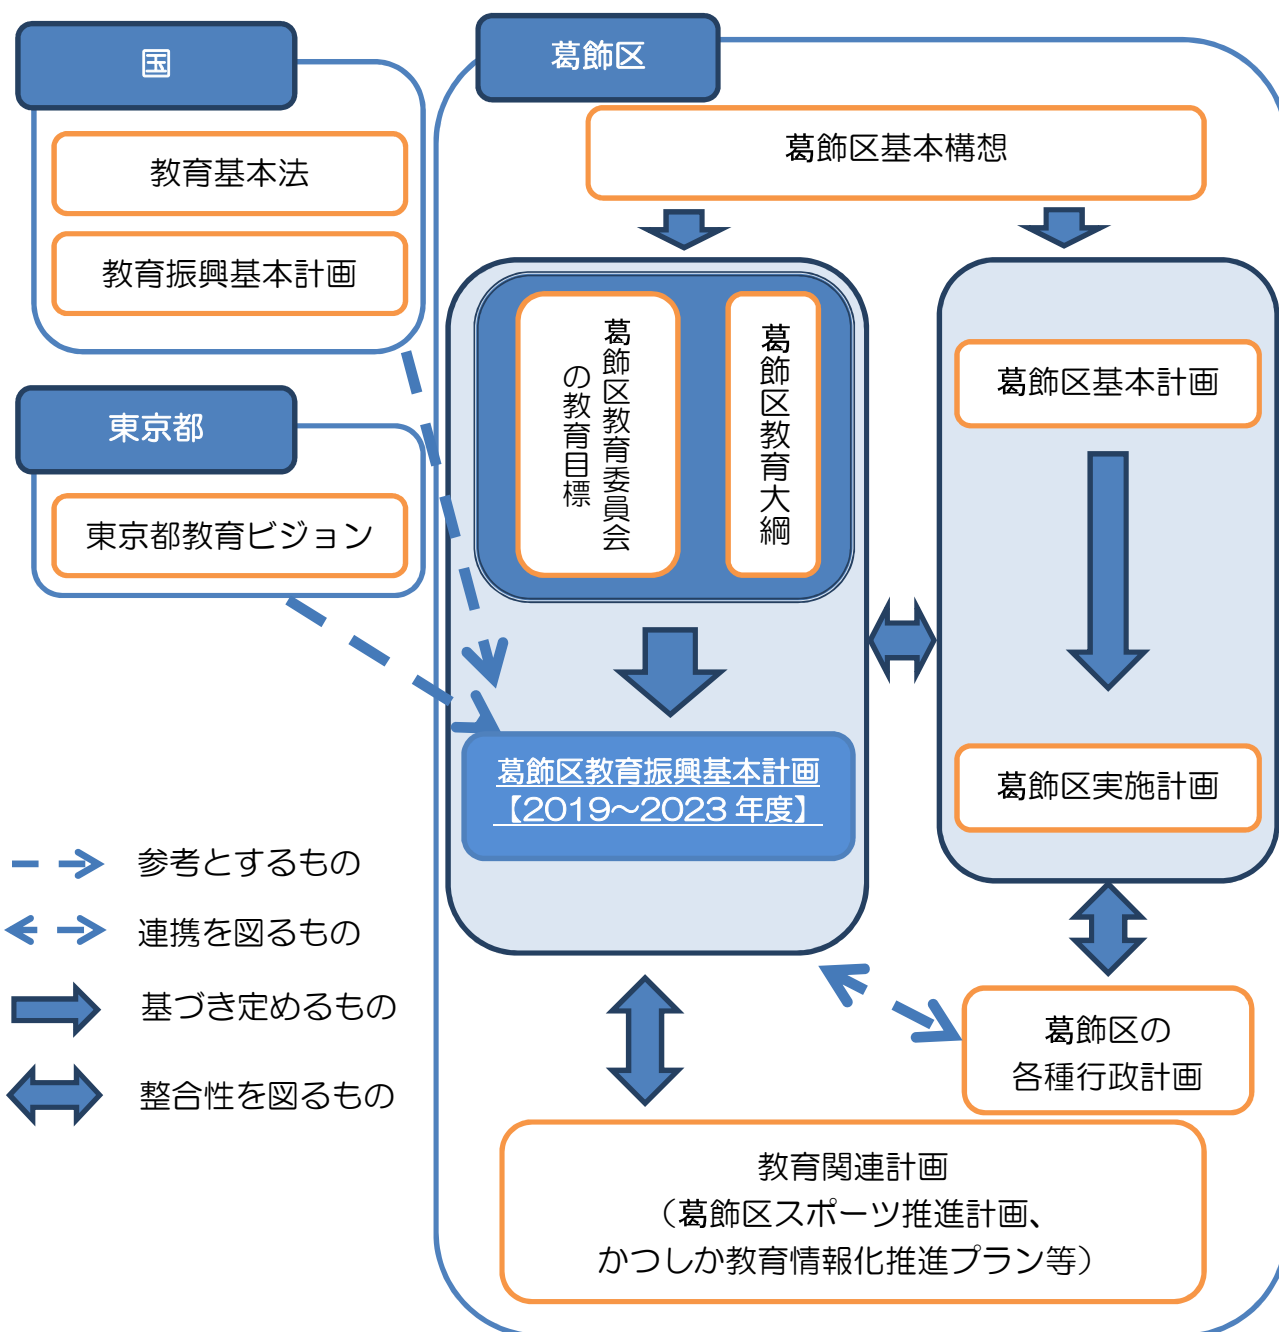 国
教育基本法
教育振興基本計画
東京都
東京都教育ビジョン
葛飾区
葛飾区基本構想
葛飾区教育委員会
の教育目標
葛飾区教育大綱
葛飾区教育振興基本計画
【2019～2023年度】
葛飾区基本計画
葛飾区実施計画
葛飾区の
各種行政計画
教育関連計画
（葛飾区スポーツ推進計画、
かつしか教育情報化推進プラン等）
参考とするもの
連携を図るもの
基づき定めるもの
整合性を図るもの